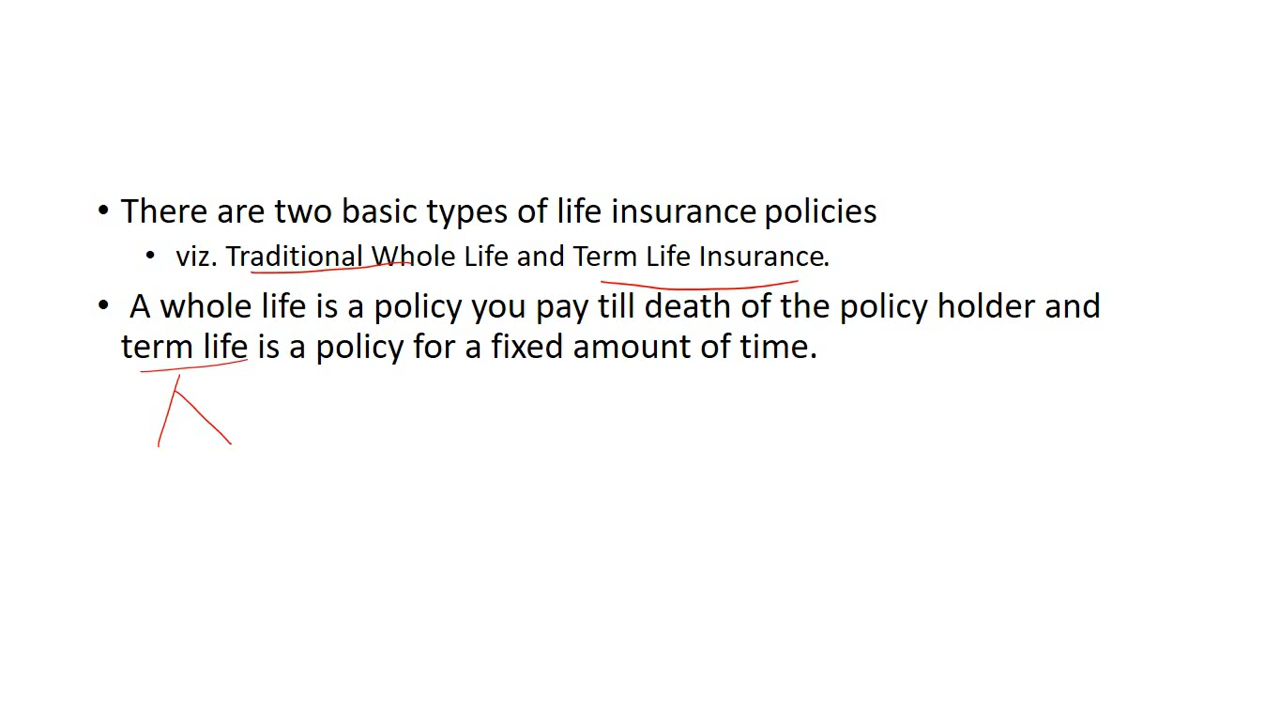 • There are two basic types of life insurance policies
• viz. Traditional Whole Life and Term Life Insurance.
• A whole life is a policy you pay till death of the policy holder and
term life is a policy for a fixed amount of time.